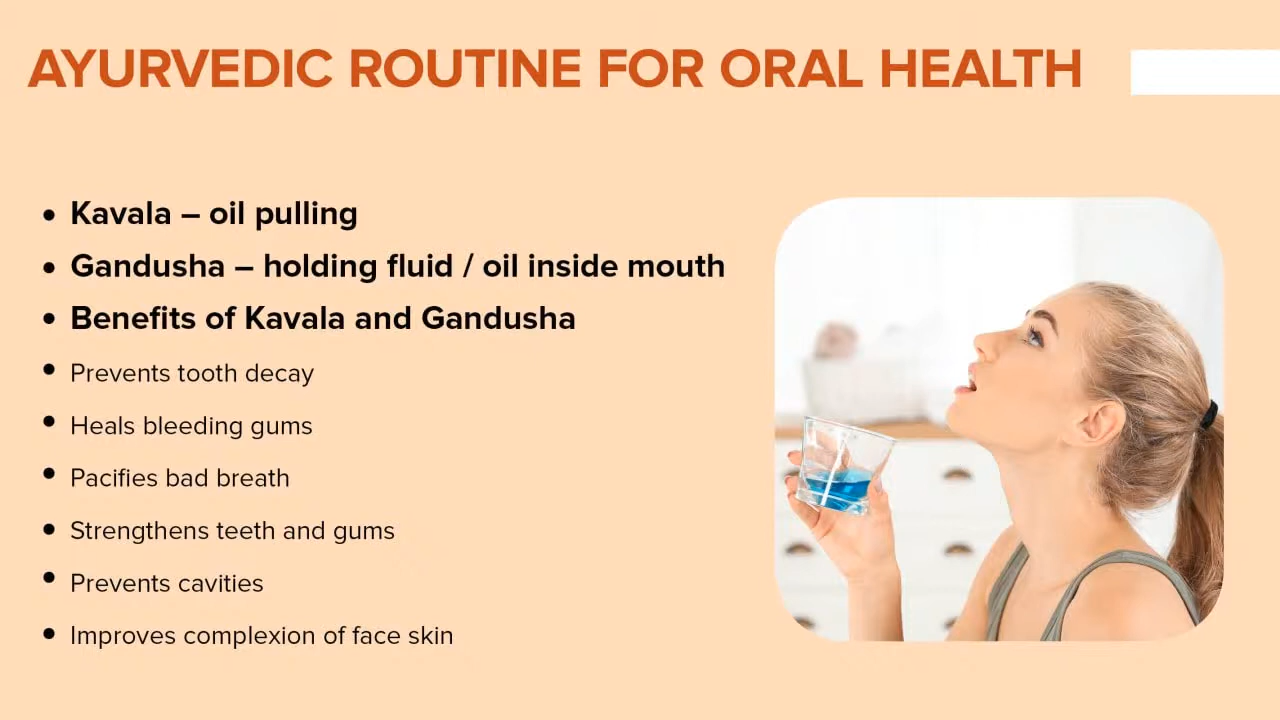 AYURVEDIC ROUTINE FOR ORAL HEALTH
• Kavala – oil pulling
• Gandusha – holding fluid / oil inside mouth
• Benefits of Kavala and Gandusha
• Prevents tooth decay
• Heals bleeding gums
• Pacifies bad breath
• Strengthens teeth and gums
• Prevents cavities
• Improves complexion of face skin